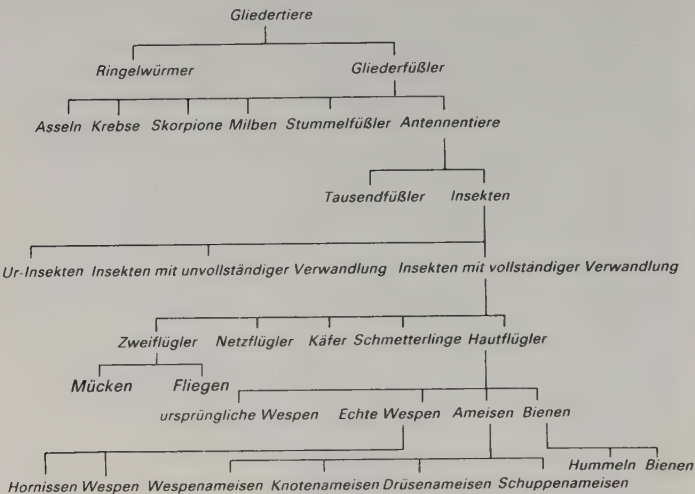 Gliedertiere
Ringelwürmer Gliederfüßler
Asseln Krebse Skorpione Milben Stummelfüßler Antennentiere
Tausendfüßler Insekten
Ur-Insekten Insekten mit unvollständiger Verwandlung Insekten mit vollständiger Verwandlung
Zweiflügler Netzflügler Käfer Schmetterlinge Hautflügler
Mücken Fliegen
ursprüngliche Wespen Echte Wespen Ameisen Bienen
Hummeln Bienen
Hornissen Wespen Wespenameisen Knotenameisen Drüsenameisen Schuppenameisen